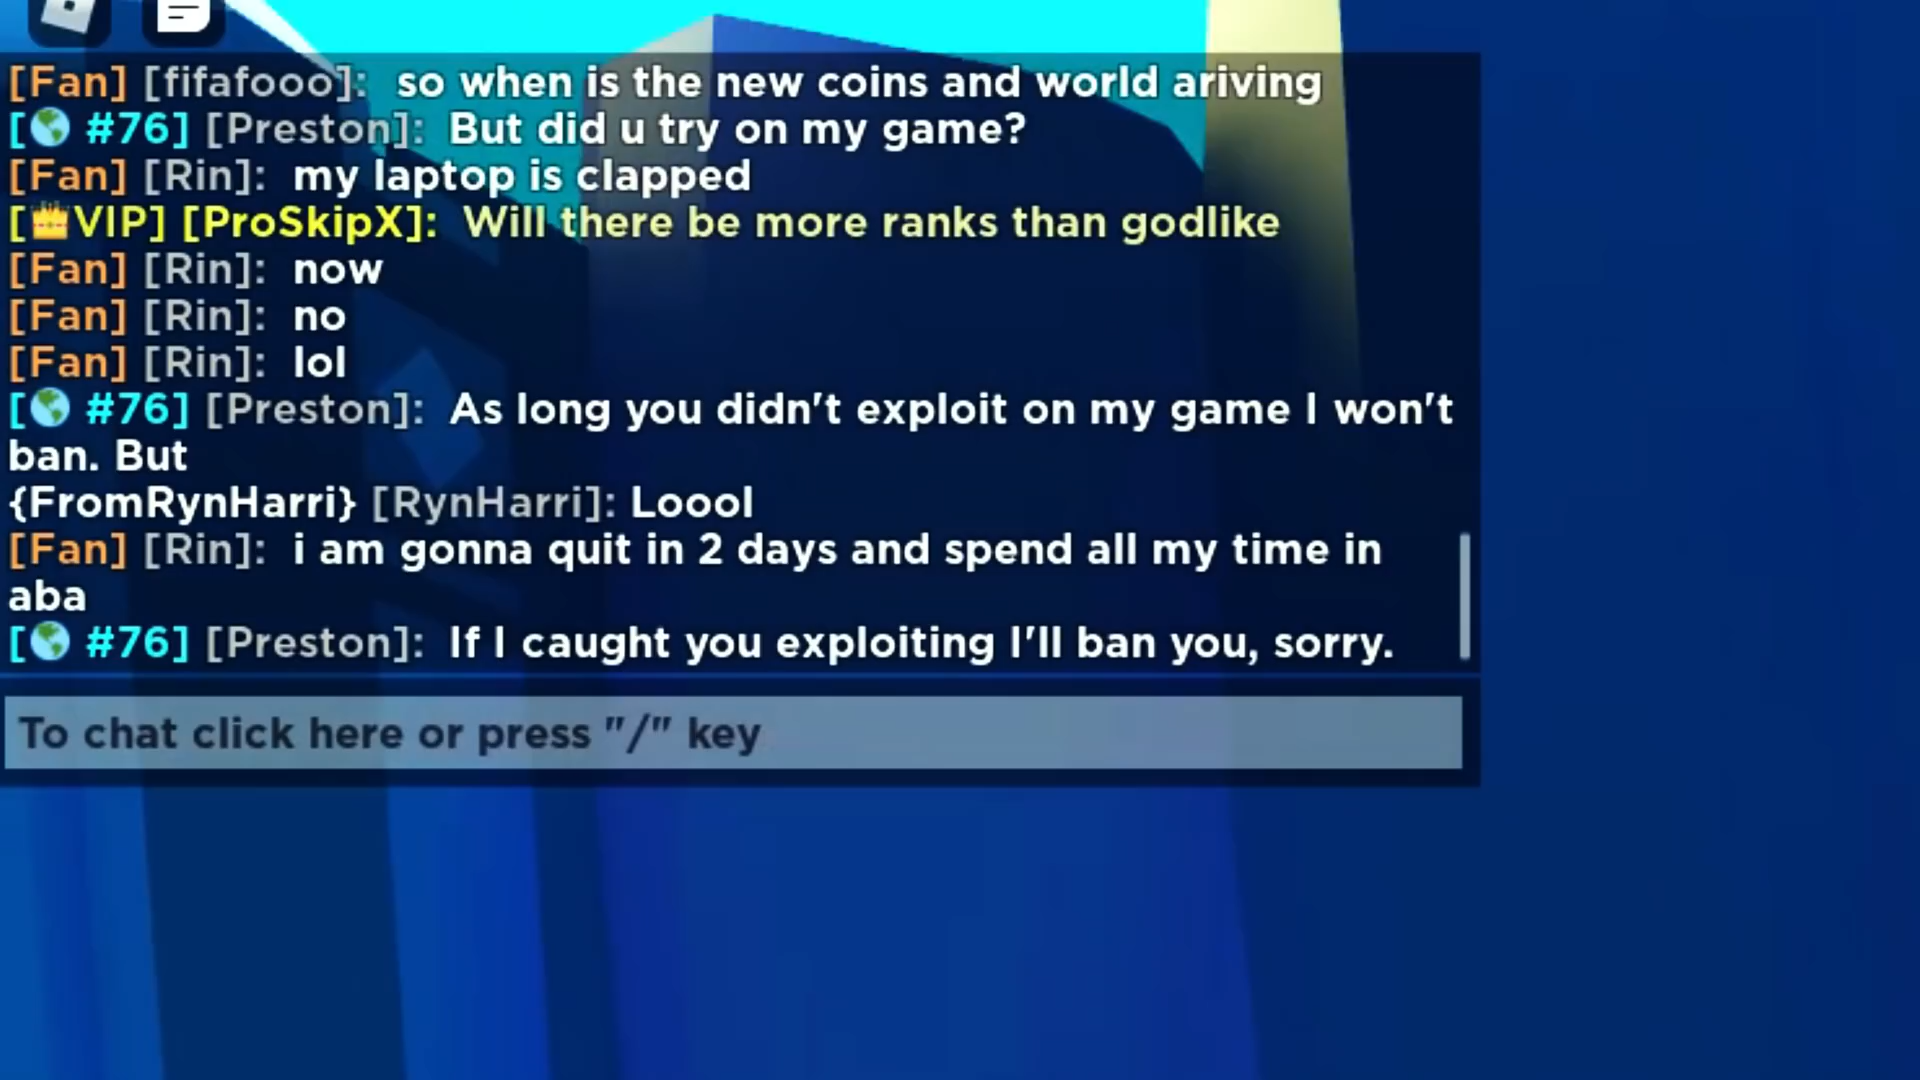 [Fan] [fifafooo]: so when is the new coins and world ariving
[🌎 #76] [Preston]: But did u try on my game?
[Fan] [Rin]: my laptop is clapped
[👑VIP] [ProSkipX]: Will there be more ranks than godlike
[Fan] [Rin]: now
[Fan] [Rin]: no
[Fan] [Rin]: lol
[🌎 #76] [Preston]: As long you didn't exploit on my game I won't
ban. But
{FromRynHarri} [RynHarri]: Loool
[Fan] [Rin]: i am gonna quit in 2 days and spend all my time in
aba
[🌎 #76] [Preston]: If I caught you exploiting I'll ban you, sorry.
To chat click here or press "/" key